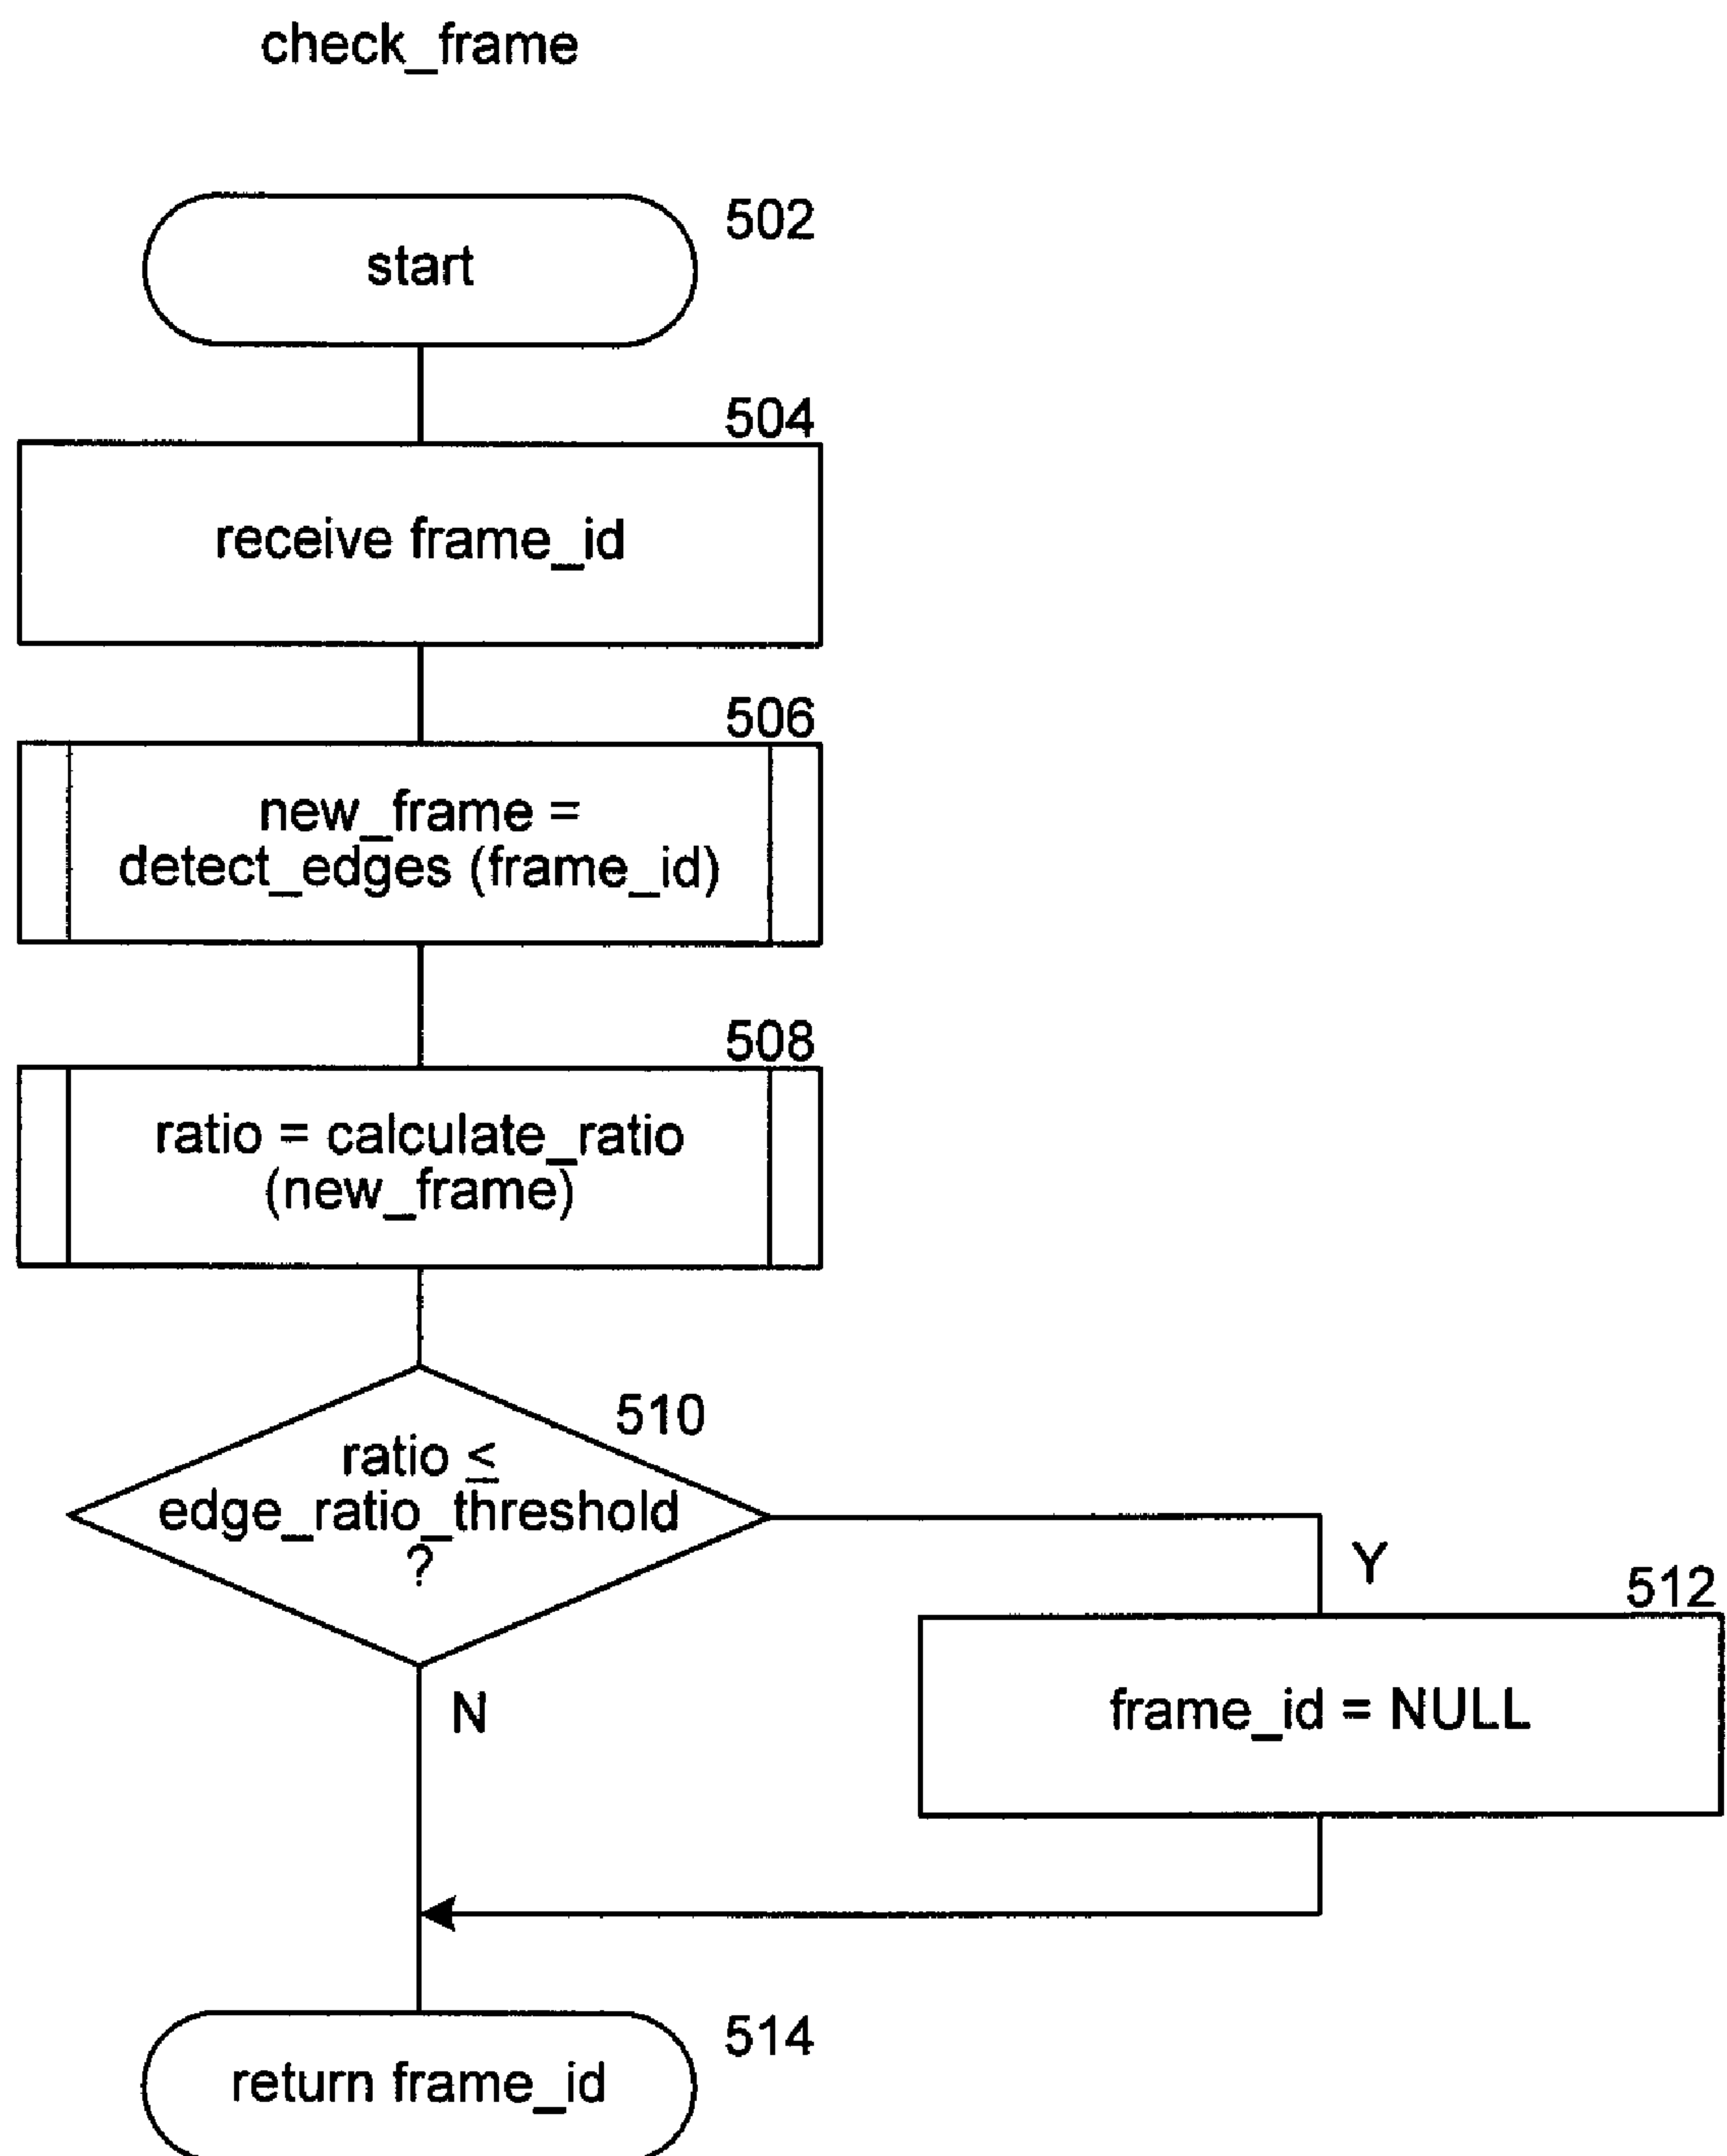 check_frame
502
start
504
receive frame_id
506
new_frame =
detect_edges (frame_id)
508
ratio = calculate_ratio
(new_frame)
510
ratio ≤
edge_ratio_threshold
?
Y
512
frame_id = NULL
N
514
return frame_id